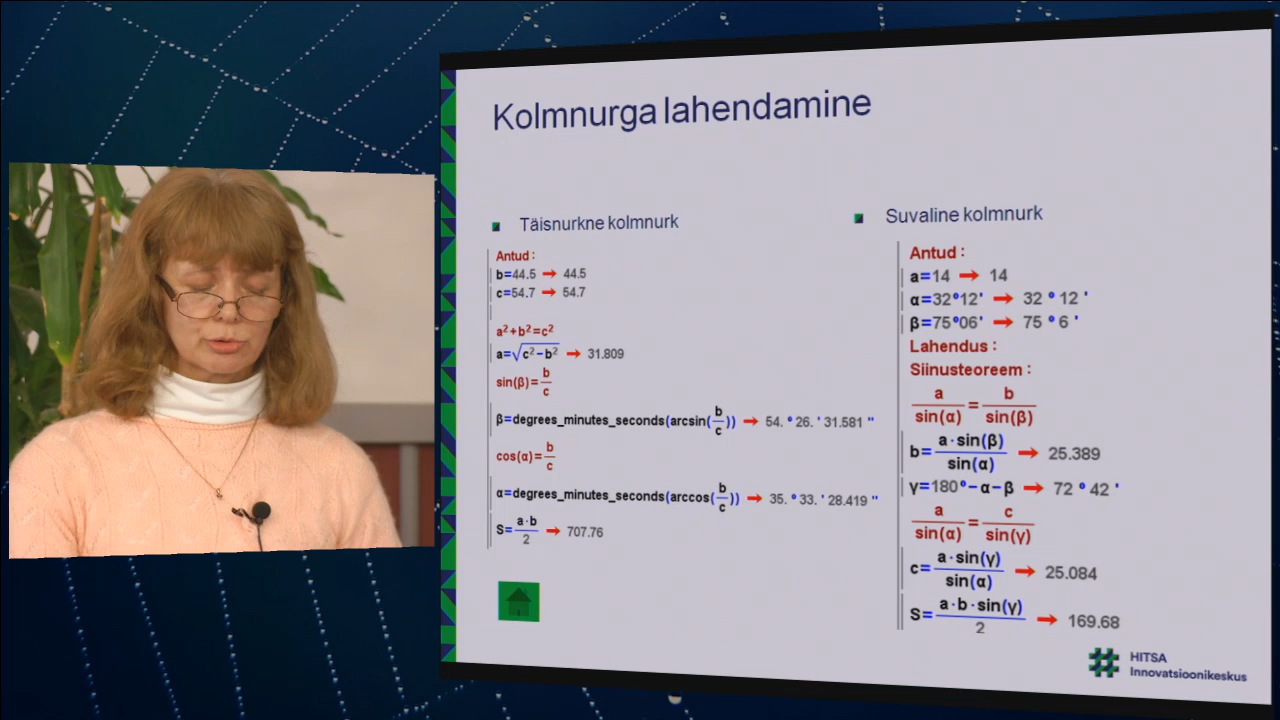 Kolmnurga lahendamine
Täisnurkne kolmnurk
Antud :
b=44.5 → 44.5
c=54.7 → 54.7
a²+b²=c²
a=√(c²−b²) → 31.809
sin(β)=b/c
β=degrees_minutes_seconds(arcsin(b/c)) → 54. ° 26. ' 31.581 "
cos(α)=b/c
α=degrees_minutes_seconds(arccos(b/c)) → 35. ° 33. ' 28.419 "
S=a·b/2 → 707.76
Suvaline kolmnurk
Antud :
a=14 → 14
α=32°12' → 32 ° 12 '
β=75°06' → 75 ° 6 '
Lahendus :
Siinusteoreem :
a/sin(α)=b/sin(β)
b=a·sin(β)/sin(α) → 25.389
γ=180°−α−β → 72 ° 42 '
a/sin(α)=c/sin(γ)
c=a·sin(γ)/sin(α) → 25.084
S=a·b·sin(γ)/2 → 169.68
HITSA
Innovatsioonikeskus